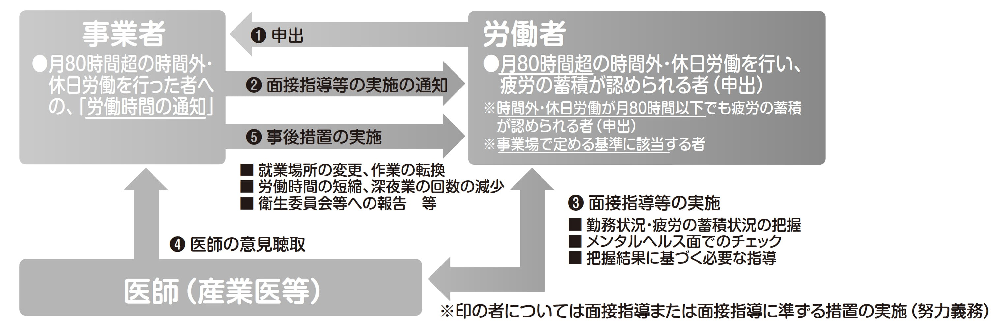 事業者
●月80時間超の時間外・
休日労働を行った者へ
の、「労働時間の通知」
❶ 申出
❷ 面接指導等の実施の通知
❺ 事後措置の実施
■ 就業場所の変更、作業の転換
■ 労働時間の短縮、深夜業の回数の減少
■ 衛生委員会等への報告　等
労働者
●月80時間超の時間外・休日労働を行い、
疲労の蓄積が認められる者（申出）
※時間外・休日労働が月80時間以下でも疲労の蓄積
が認められる者（申出）
※事業場で定める基準に該当する者
❸ 面接指導等の実施
■ 勤務状況・疲労の蓄積状況の把握
■ メンタルヘルス面でのチェック
■ 把握結果に基づく必要な指導
❹ 医師の意見聴取
医師（産業医等）
※印の者については面接指導または面接指導に準ずる措置の実施（努力義務）